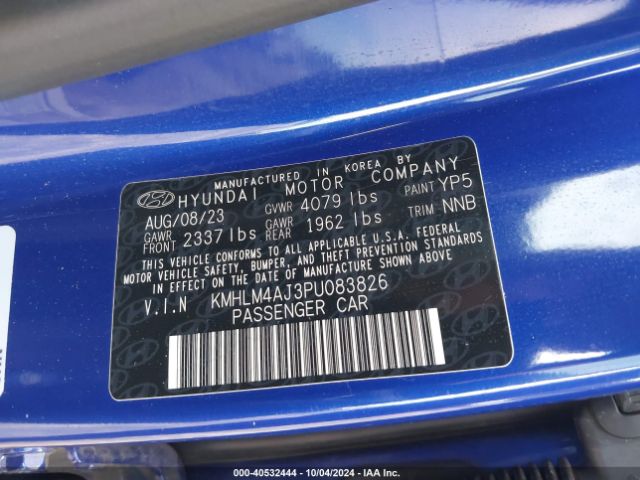 MANUFACTURED IN KOREA BY
HYUNDAI MOTOR COMPANY
AUG/08/23 GVWR 4079 lbs PAINT YP5
GAWR FRONT 2337 lbs GAWR REAR 1962 lbs TRIM NNB
THIS VEHICLE CONFORMS TO ALL APPLICABLE U.S.A. FEDERAL
MOTOR VEHICLE SAFETY, BUMPER, AND THEFT PREVENTION STANDARDS
IN EFFECT ON THE DATE OF MANUFACTURE SHOWN ABOVE.
V.I.N KMHLM4AJ3PU083826
PASSENGER CAR
000-40532444 - 10/04/2024 - IAA Inc.